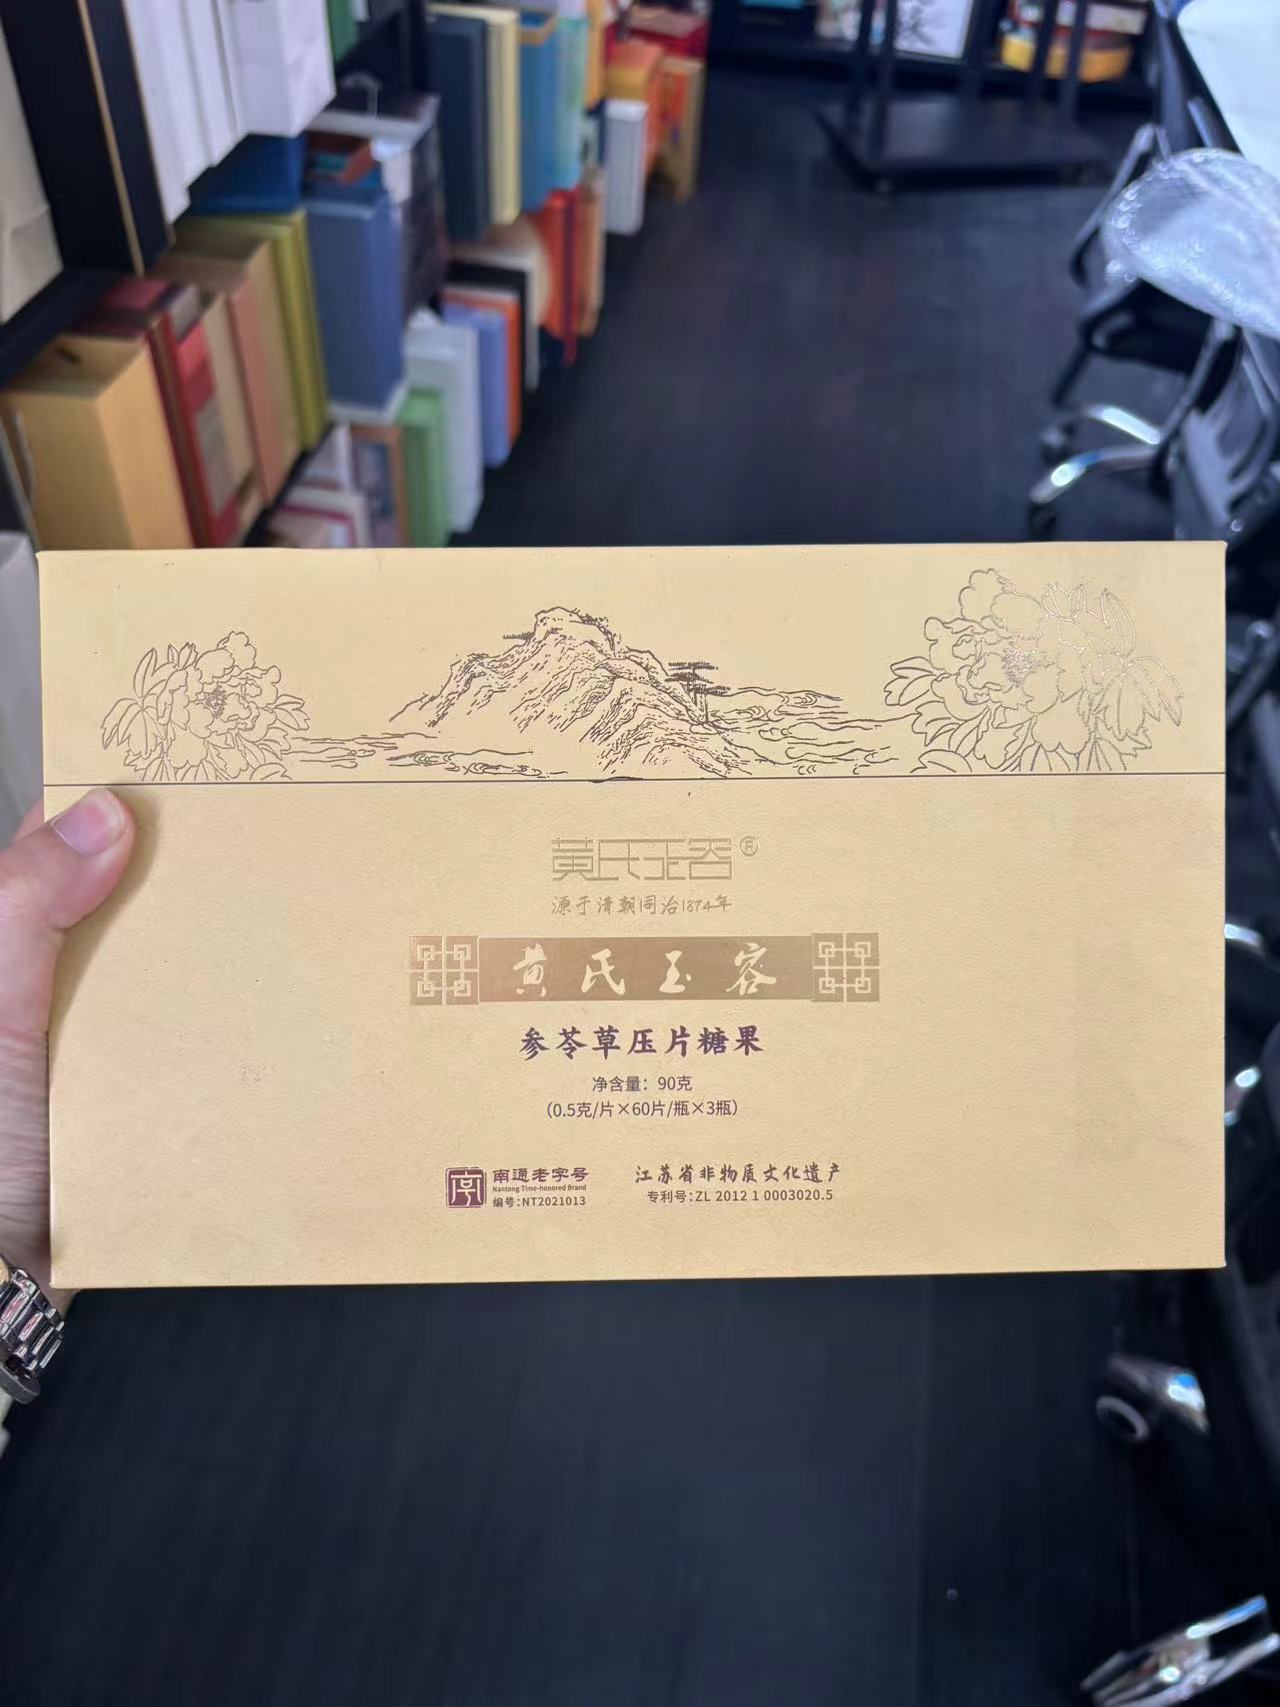 黄氏玉容®
源于清朝同治1874年
黄氏玉容
参苓草压片糖果
净含量：90克
（0.5克/片×60片/瓶×3瓶）
南通老字号
Nantong Time-honored Brand
编号：NT2021013
江苏省非物质文化遗产
专利号：ZL 2012 1 0003020.5